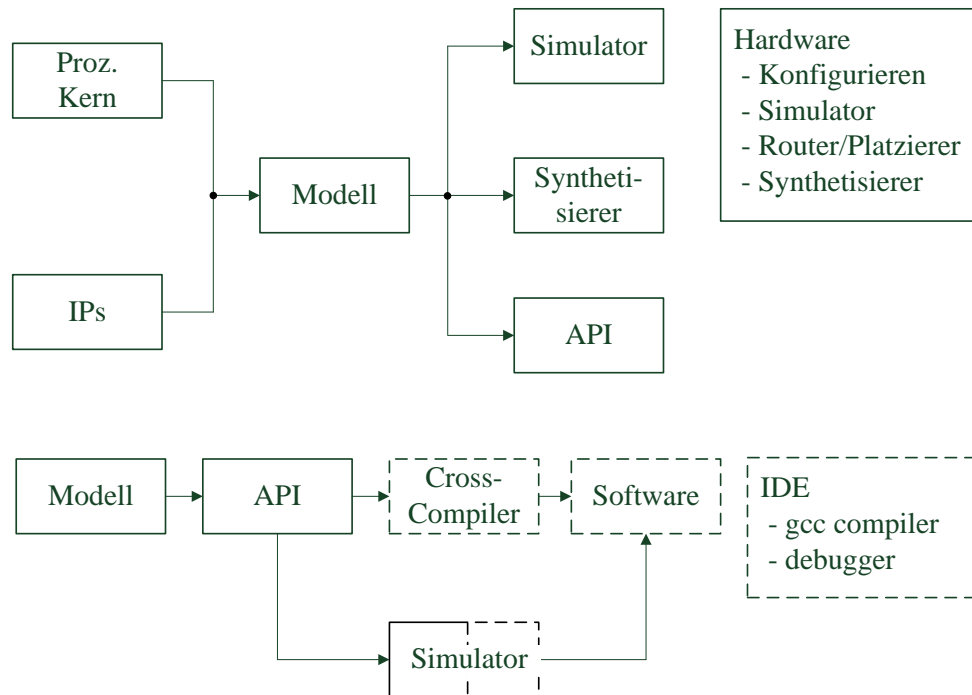 Proz.
Kern
IPs
Modell
Simulator
Syntheti-
sierer
API
Hardware
- Konfigurieren
- Simulator
- Router/Platzierer
- Synthetisierer
Modell
API
Cross-
Compiler
Software
Simulator
IDE
- gcc compiler
- debugger